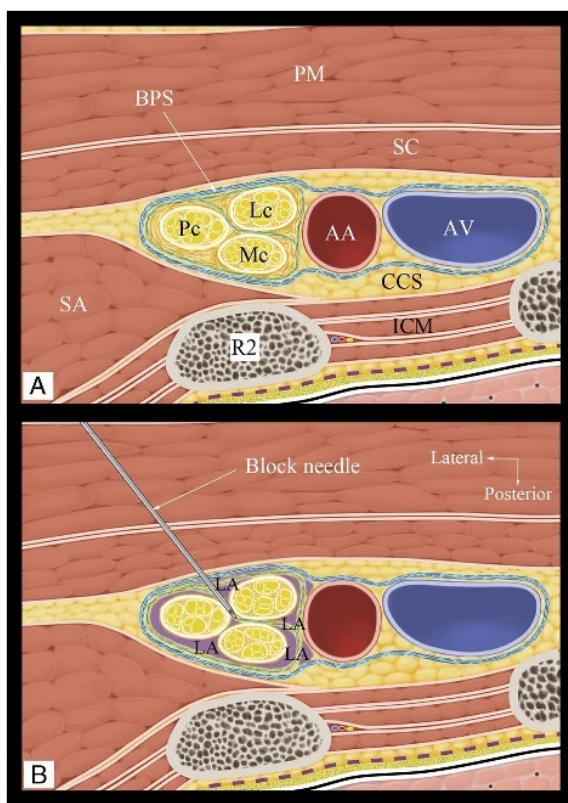 PM
BPS
SC
Lc
Pc
AA
AV
Mc
CCS
SA
ICM
R2
A
Block needle
Lateral
Posterior
LA
LA
LA
LA
B